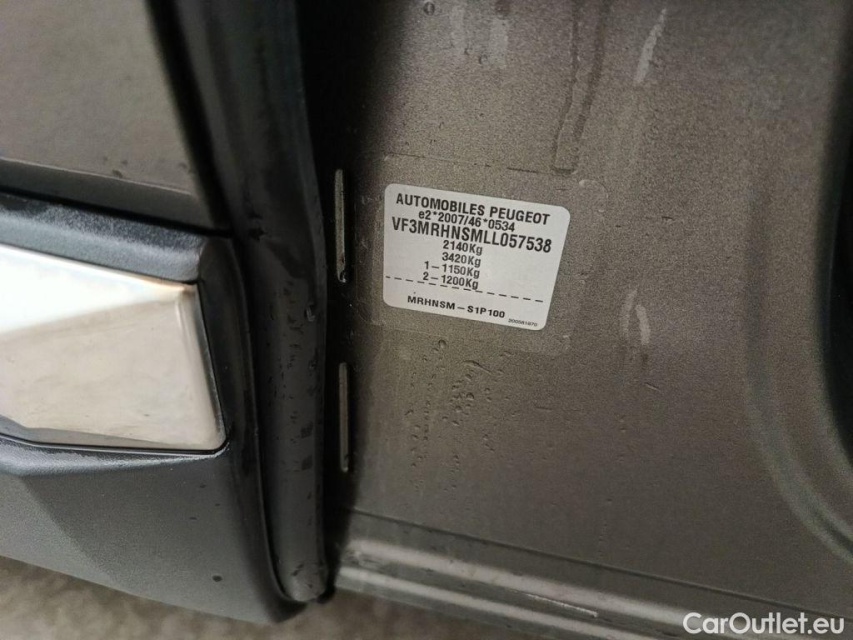 AUTOMOBILES PEUGEOT
e2*2007/46*0534
VF3MRHNSMLL057538
2140Kg
3420Kg
1-1150Kg
2-1200Kg
MRHNSM-S1P100
CarOutlet.eu